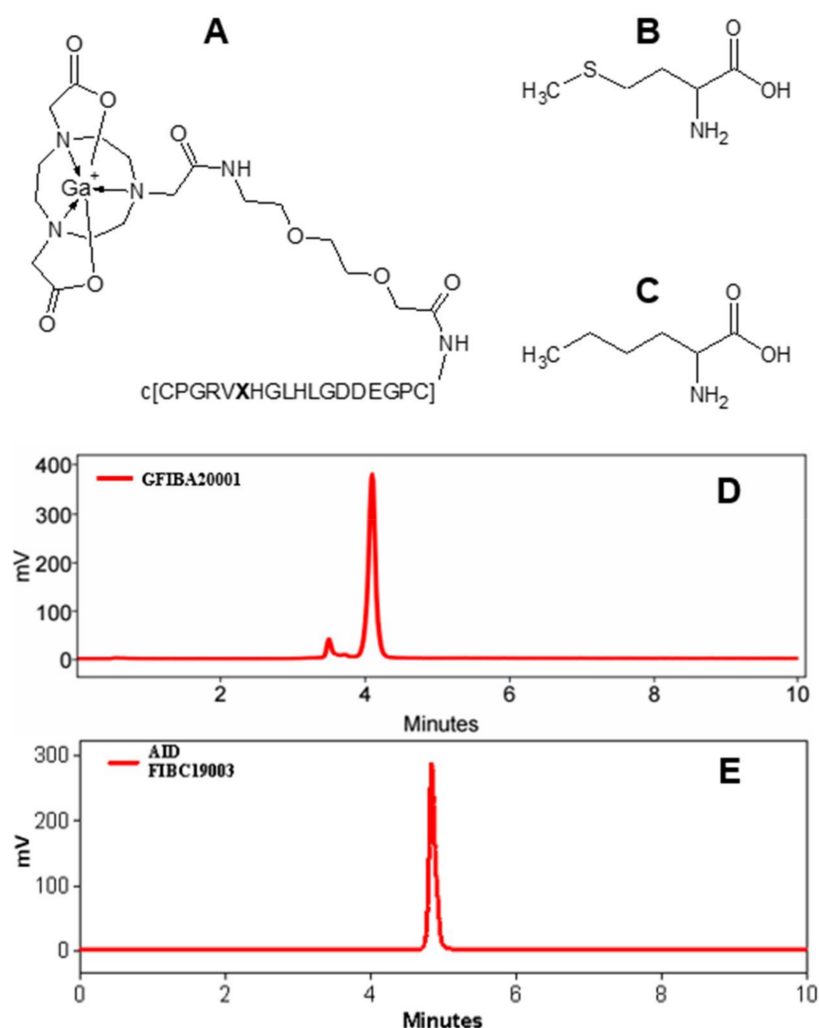 A
O
O
N
N
N
Ga+
O
O
O
NH
O
O
O
NH
c[CPGRVXHGLHLGDDEGPC]
B
H3C
S
O
OH
NH2
C
H3C
O
OH
NH2
400
300
200
100
0
mV
GFIBA20001
D
2
4
6
8
10
Minutes
300
200
100
0
mV
AID
FIBC19003
E
0
2
4
6
8
10
Minutes